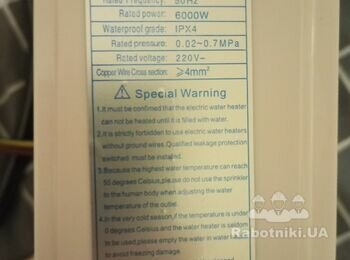 Rated Frequency: 50HZ
Rated power: 6000W
Waterproof grade: IPX4
Rated pressure: 0.02~0.7MPa
Rated voltage: 220V~
Copper Wire Cross section: ≥4mm²
Special Warning
1.It must be confirmed that the electric water heater
can not be heated until it is filled with water.
2.It is strictly forbidden to use electric water heaters
without ground wires. Qualified leakage protection
switched must be installed.
3.Because the highest water temperature can reach
55 degrees Celsius,please do not use the sprinkler
to the human body when adjusting the water
temperature of the outlet.
4.In the very cold season,if the temperature is under
0 degrees Celsius and the water heater is seldom
to be used,please empty the water in water
to avoid freezing damage.
Rabotniki.UA